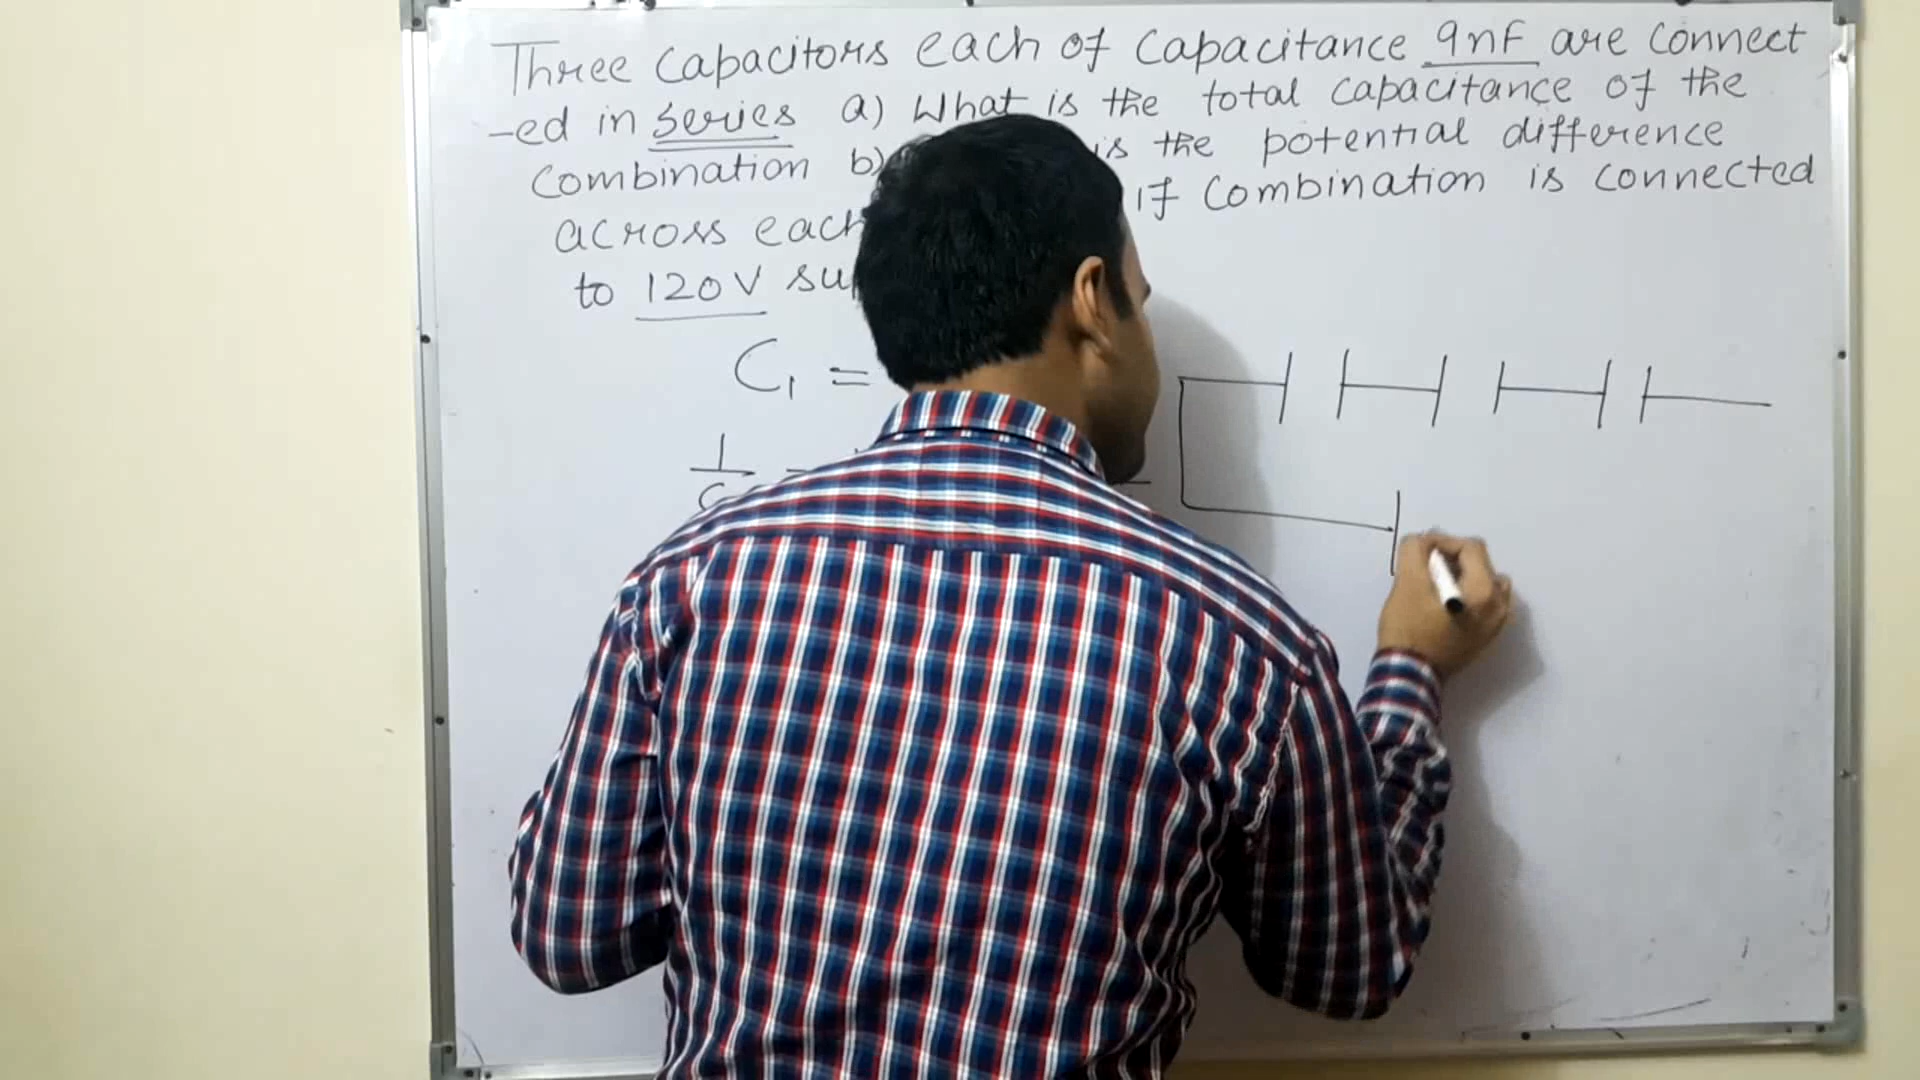 Three capacitors each of capacitance 9nF are connect
-ed in series a) What is the total capacitance of the
combination b) is the potential difference
across each if combination is connected
to 120V
C₁ =
1